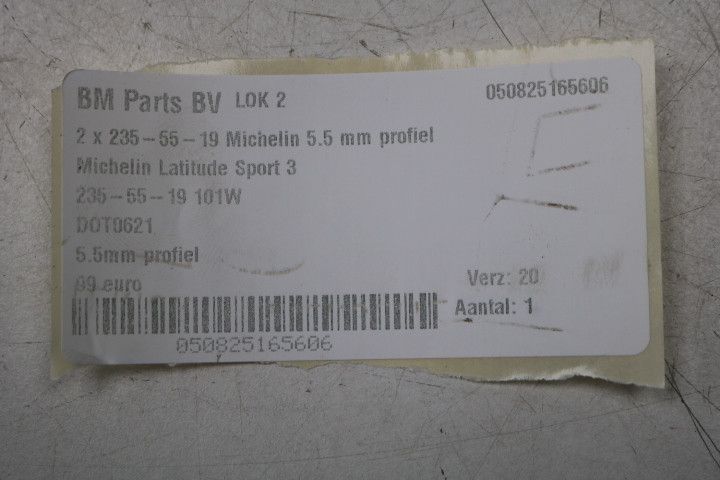 BM Parts BV LOK 2 050825165606
2 x 235-55-19 Michelin 5.5 mm profiel
Michelin Latitude Sport 3
235-55-19 101W
DOT0621
5.5mm profiel
99 euro
Verz: 20
Aantal: 1
050825165606